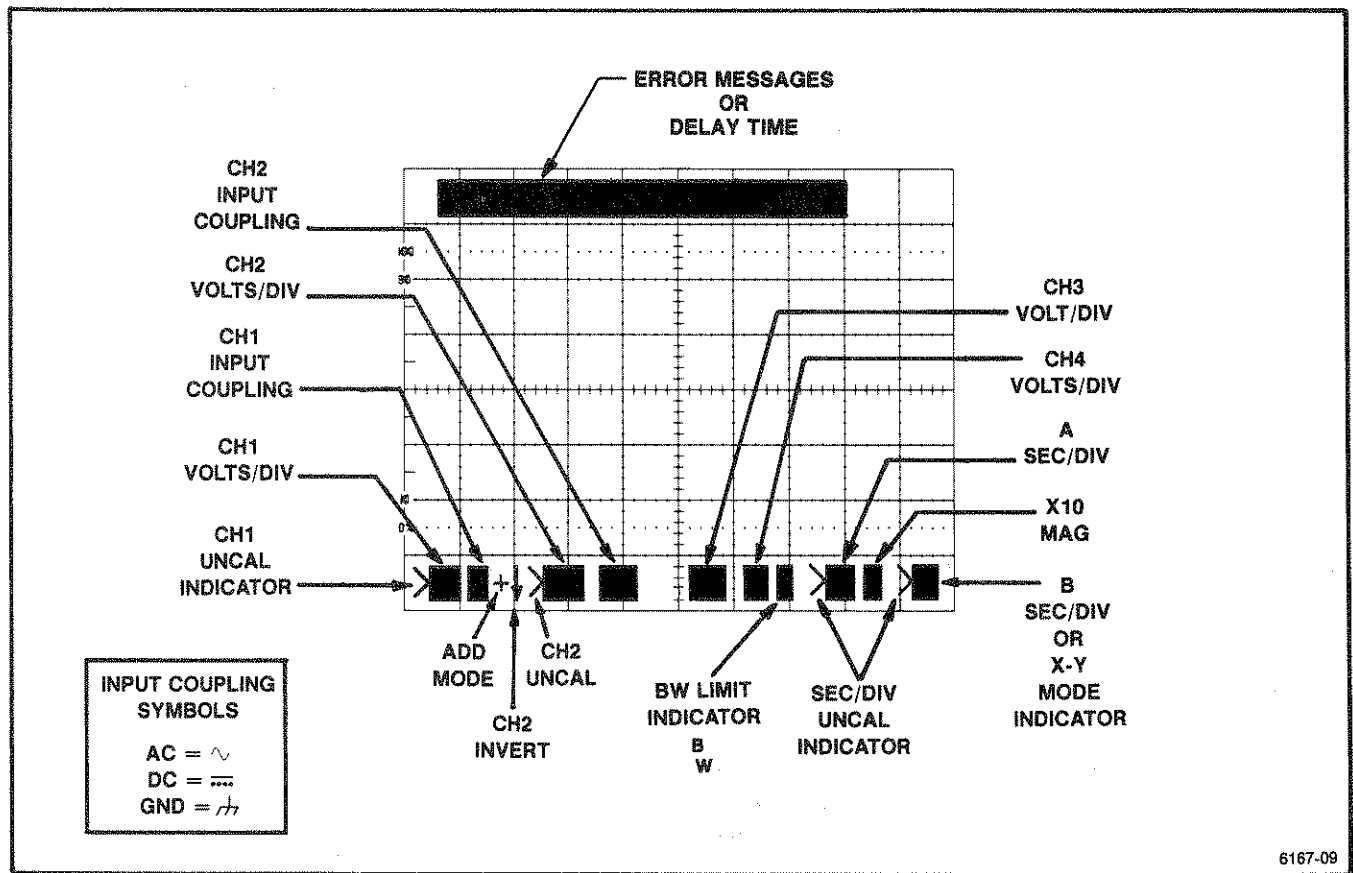 ERROR MESSAGES
OR
DELAY TIME
CH2
INPUT
COUPLING
CH2
VOLTS/DIV
CH1
INPUT
COUPLING
CH1
VOLTS/DIV
CH1
UNCAL
INDICATOR
CH3
VOLT/DIV
CH4
VOLTS/DIV
A
SEC/DIV
X10
MAG
B
SEC/DIV
OR
X-Y
MODE
INDICATOR
ADD
MODE
CH2
INVERT
CH2
UNCAL
BW LIMIT
INDICATOR
B
W
SEC/DIV
UNCAL
INDICATOR
INPUT COUPLING
SYMBOLS
AC = ∿
DC = ⎓
GND =
6167-09